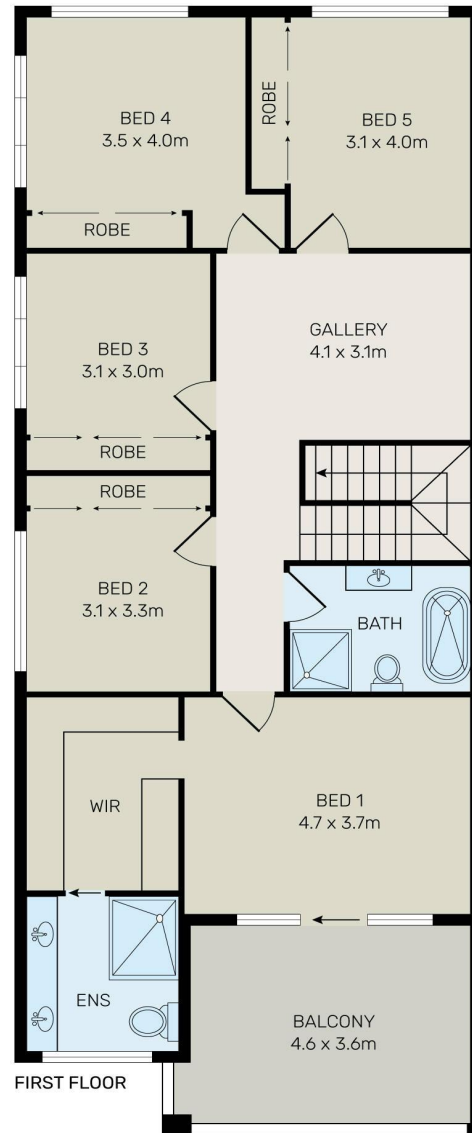 BED 4
3.5 x 4.0m
ROBE
ROBE
BED 5
3.1 x 4.0m
GALLERY
4.1 x 3.1m
BED 3
3.1 x 3.0m
ROBE
ROBE
BED 2
3.1 x 3.3m
BATH
WIR
BED 1
4.7 x 3.7m
ENS
BALCONY
4.6 x 3.6m
FIRST FLOOR